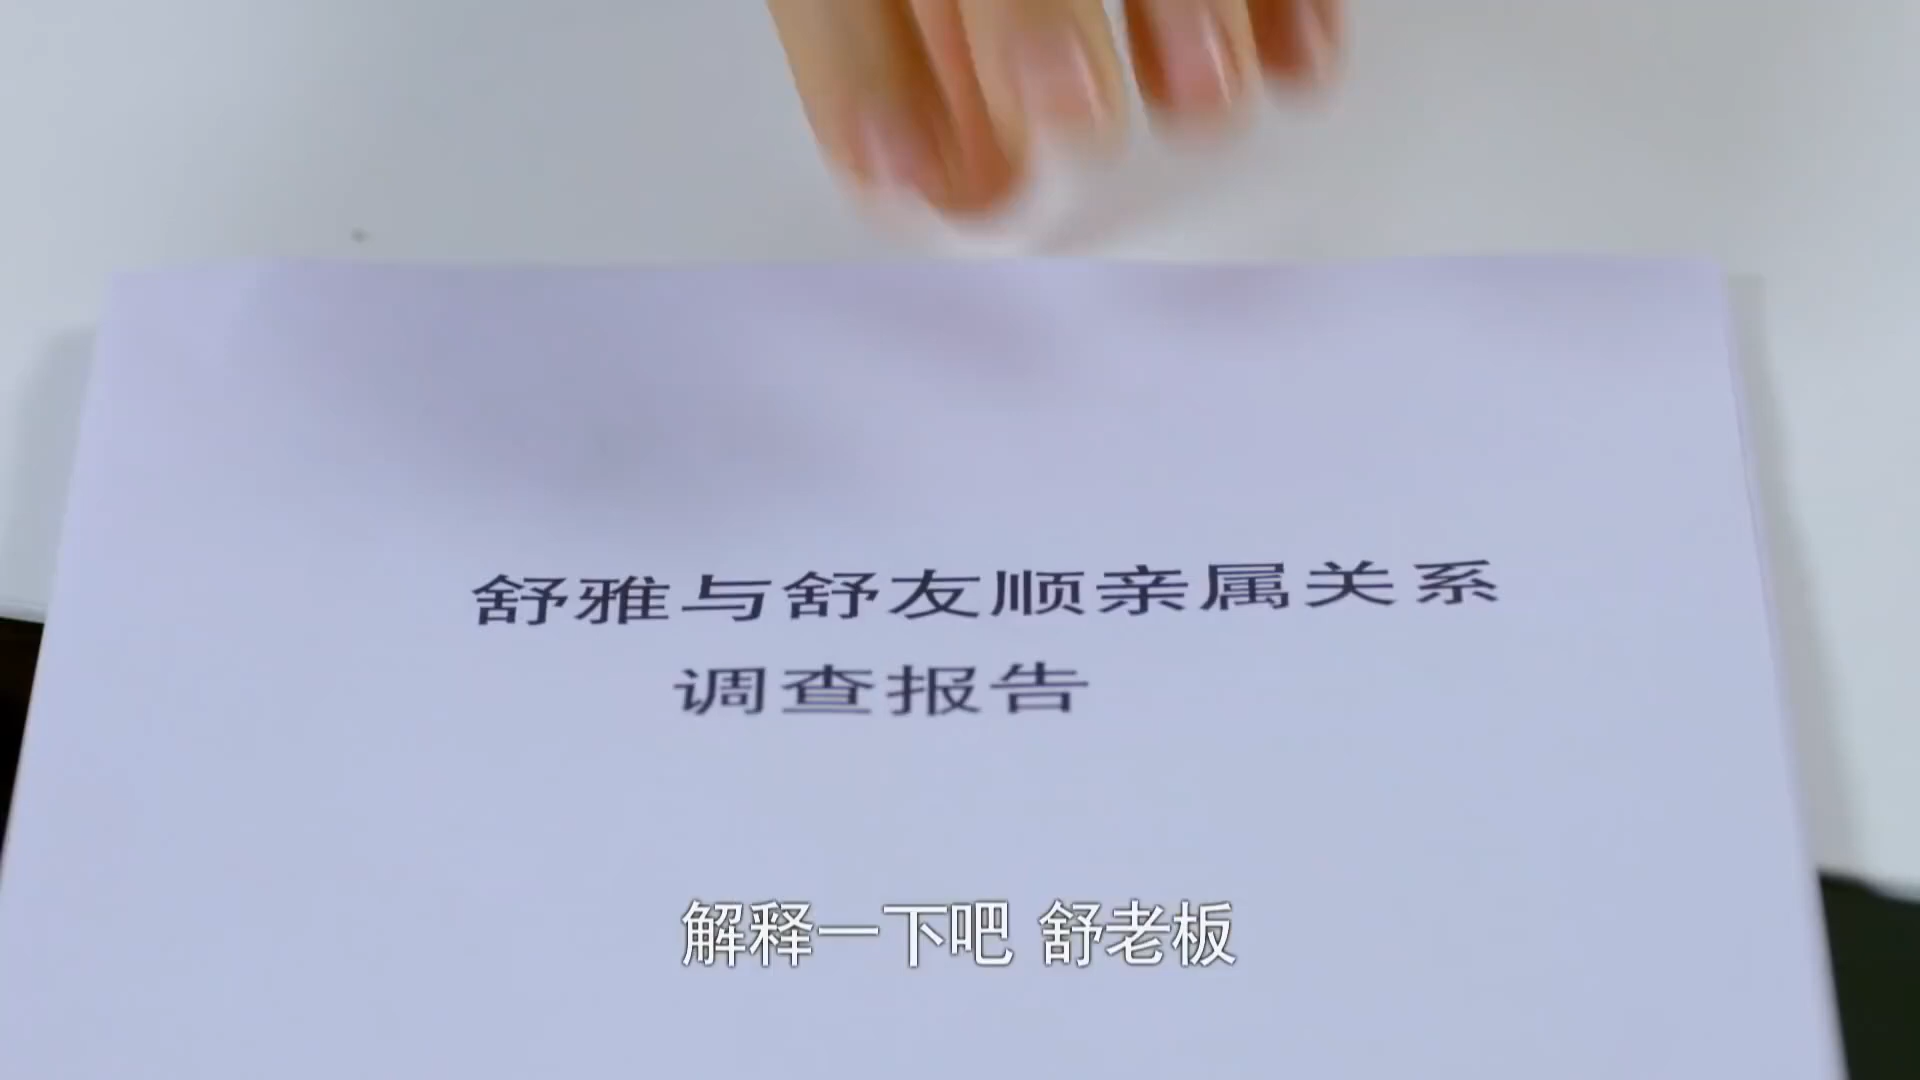 舒雅与舒友顺亲属关系
调查报告
解释一下吧 舒老板